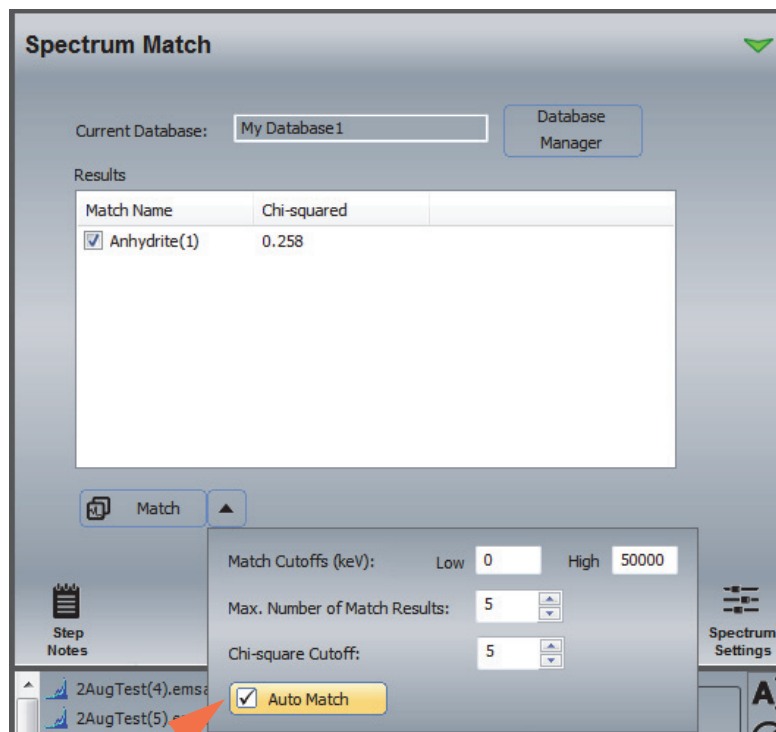 Spectrum Match
Current Database: My Database1
Database
Manager
Results
Match Name Chi-squared
Anhydrite(1) 0.258
Match
Match Cutoffs (keV): Low 0 High 50000
Max. Number of Match Results: 5
Chi-square Cutoff: 5
Auto Match
Step
Notes
Spectrum
Settings
2AugTest(4).emsa
2AugTest(5)